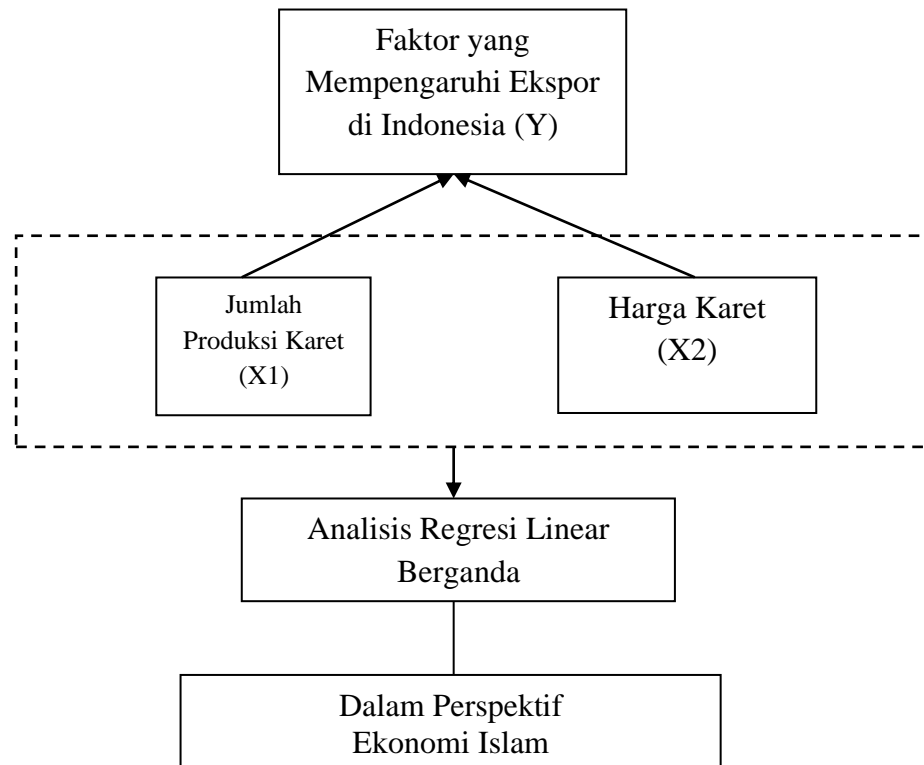 Faktor yang
Mempengaruhi Ekspor
di Indonesia (Y)
Jumlah
Produksi Karet
(X1)
Harga Karet
(X2)
Analisis Regresi Linear
Berganda
Dalam Perspektif
Ekonomi Islam